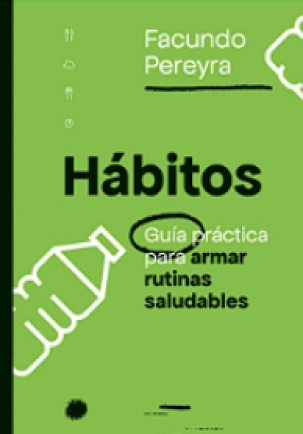 Facundo
Pereyra
Hábitos
Guía práctica
para armar
rutinas
saludables